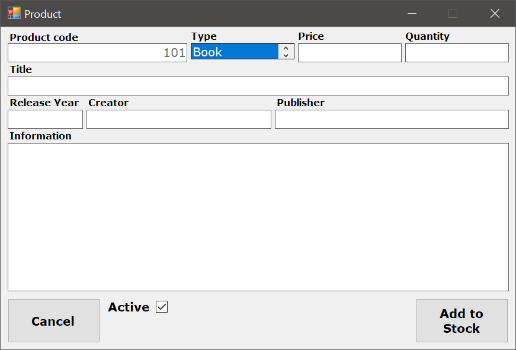 Product
Product code Type Price Quantity
101 Book
Title
Release Year Creator Publisher
Information
Cancel
Active
Add to
Stock